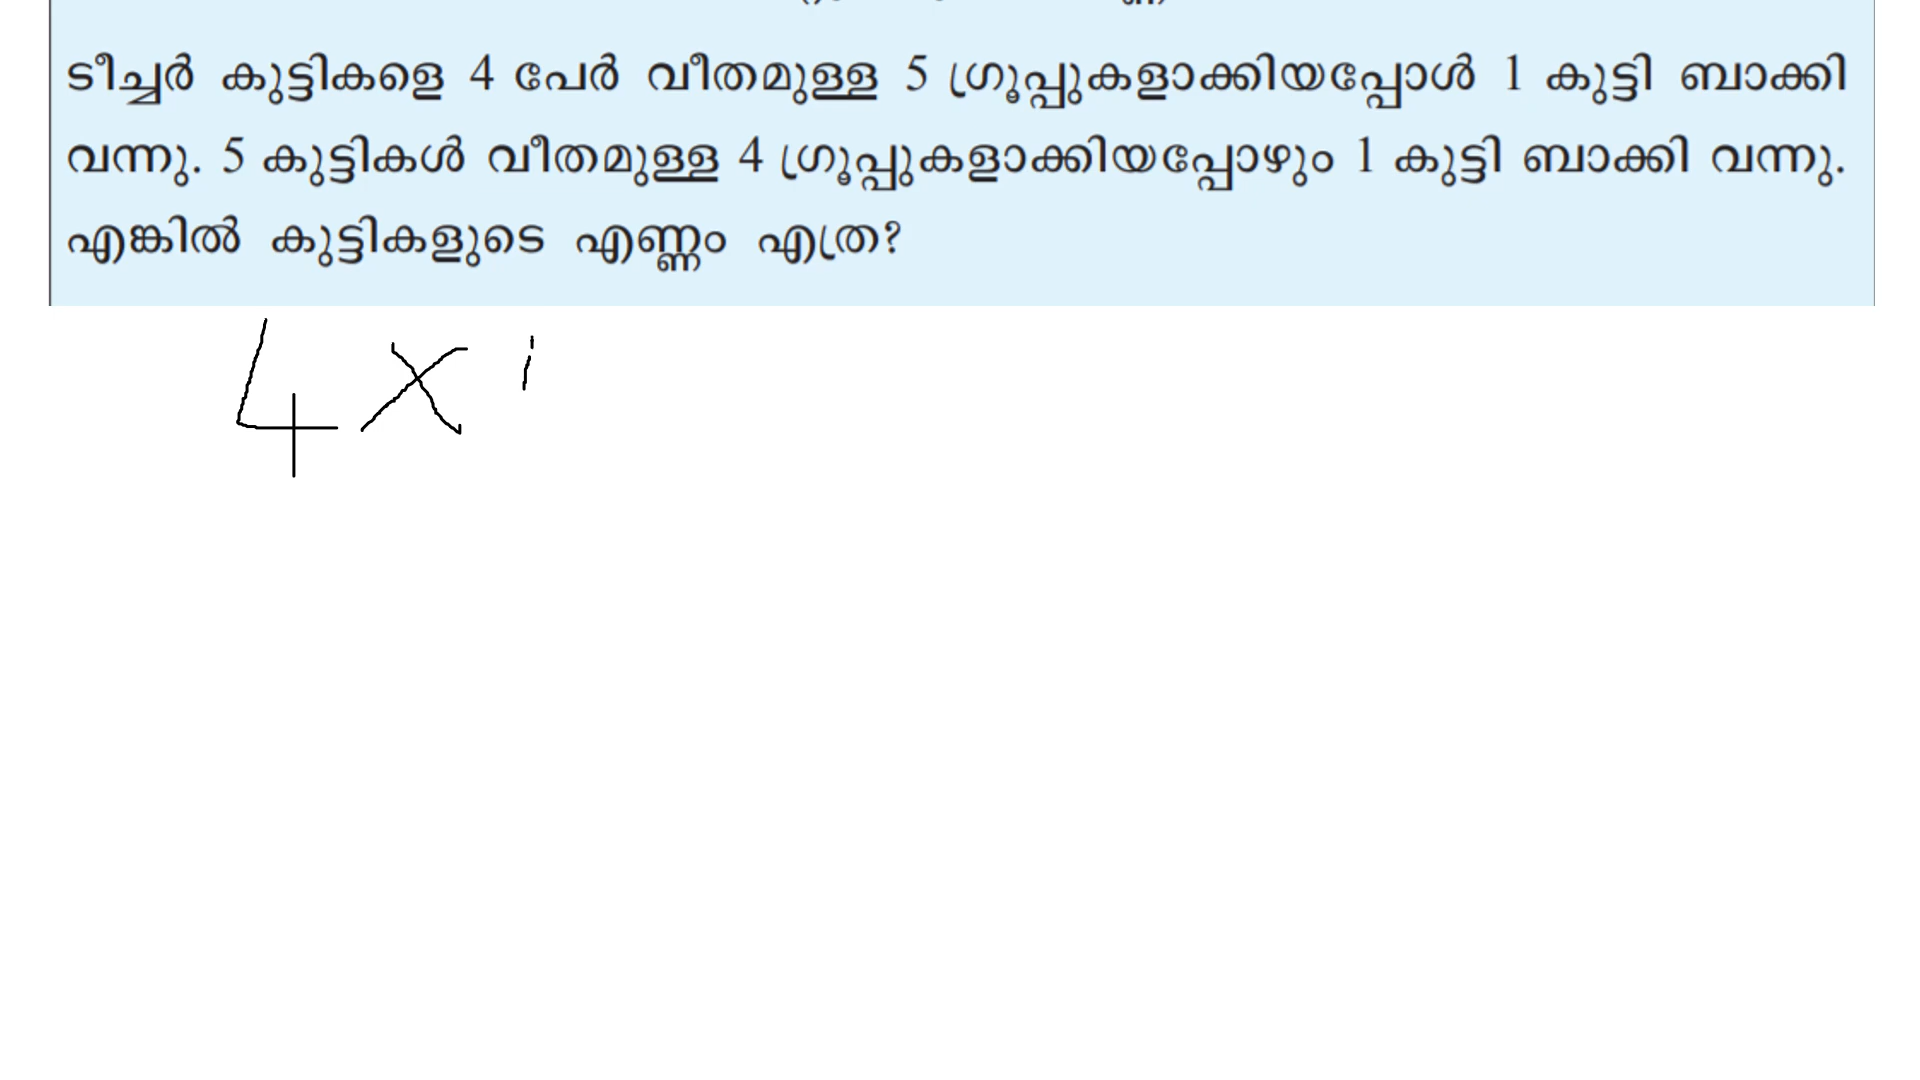 ടീച്ചർ കുട്ടികളെ 4 പേർ വീതമുള്ള 5 ഗ്രൂപ്പുകളാക്കിയപ്പോൾ 1 കുട്ടി ബാക്കി
വന്നു. 5 കുട്ടികൾ വീതമുള്ള 4 ഗ്രൂപ്പുകളാക്കിയപ്പോഴും 1 കുട്ടി ബാക്കി വന്നു.
എങ്കിൽ കുട്ടികളുടെ എണ്ണം എത്ര?
4 X